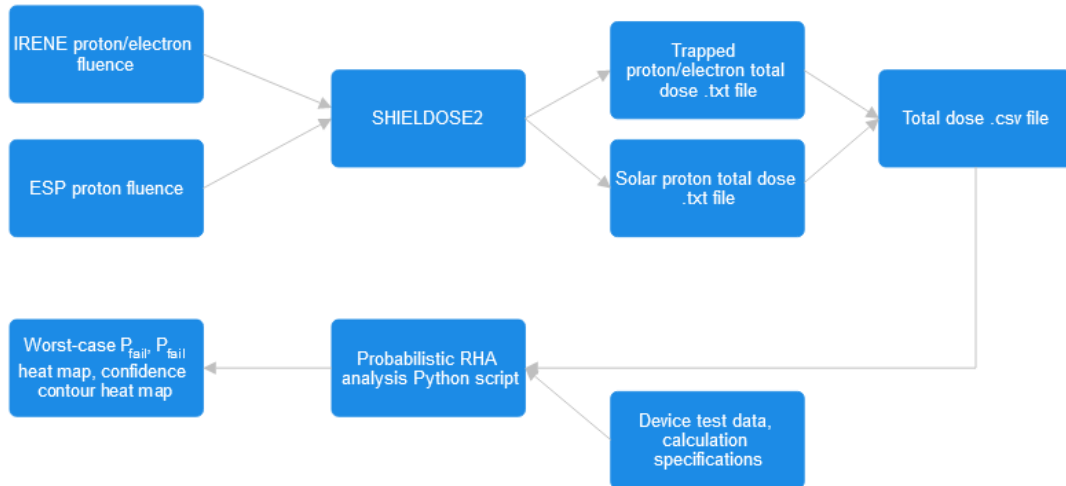 IRENE proton/electron
fluence
ESP proton fluence
SHIELDOSE2
Trapped
proton/electron total
dose .txt file
Solar proton total dose
.txt file
Total dose .csv file
Worst-case Pfail, Pfail
heat map, confidence
contour heat map
Probabilistic RHA
analysis Python script
Device test data,
calculation
specifications